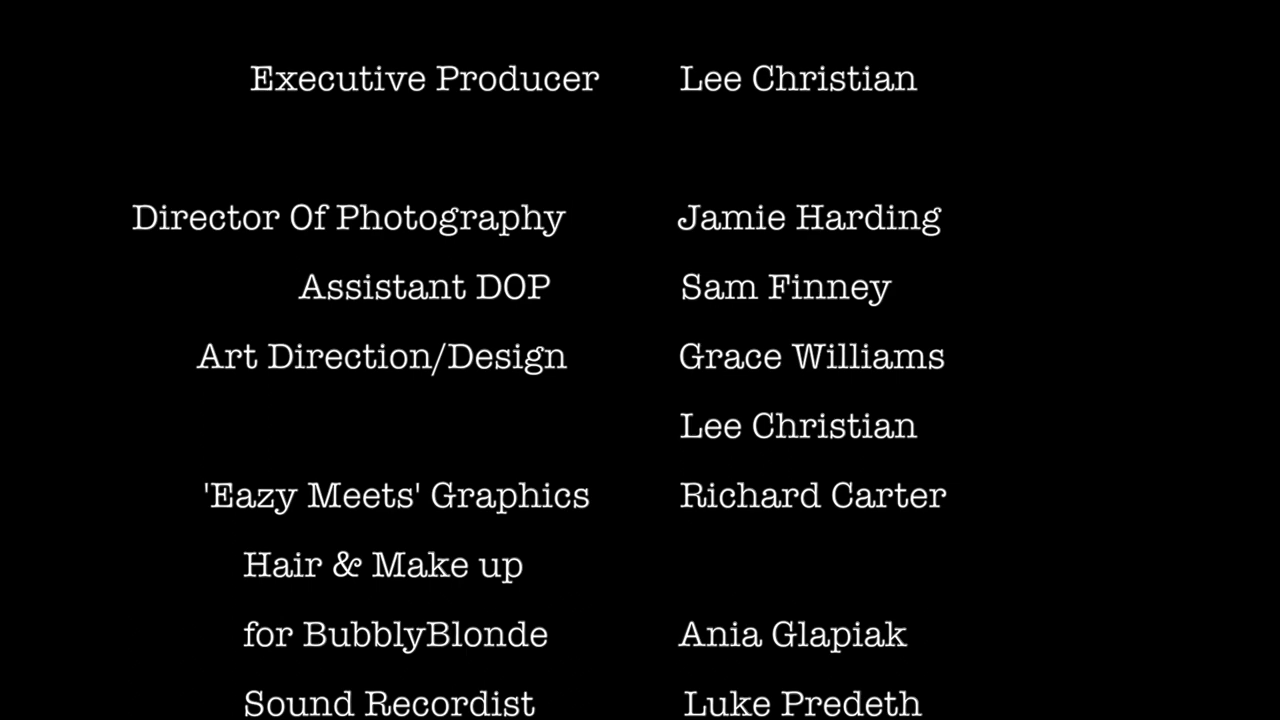 Executive Producer Lee Christian
Director Of Photography Jamie Harding
Assistant DOP Sam Finney
Art Direction/Design Grace Williams
Lee Christian
'Eazy Meets' Graphics Richard Carter
Hair & Make up
for BubblyBlonde Ania Glapiak
Sound Recordist Luke Predeth